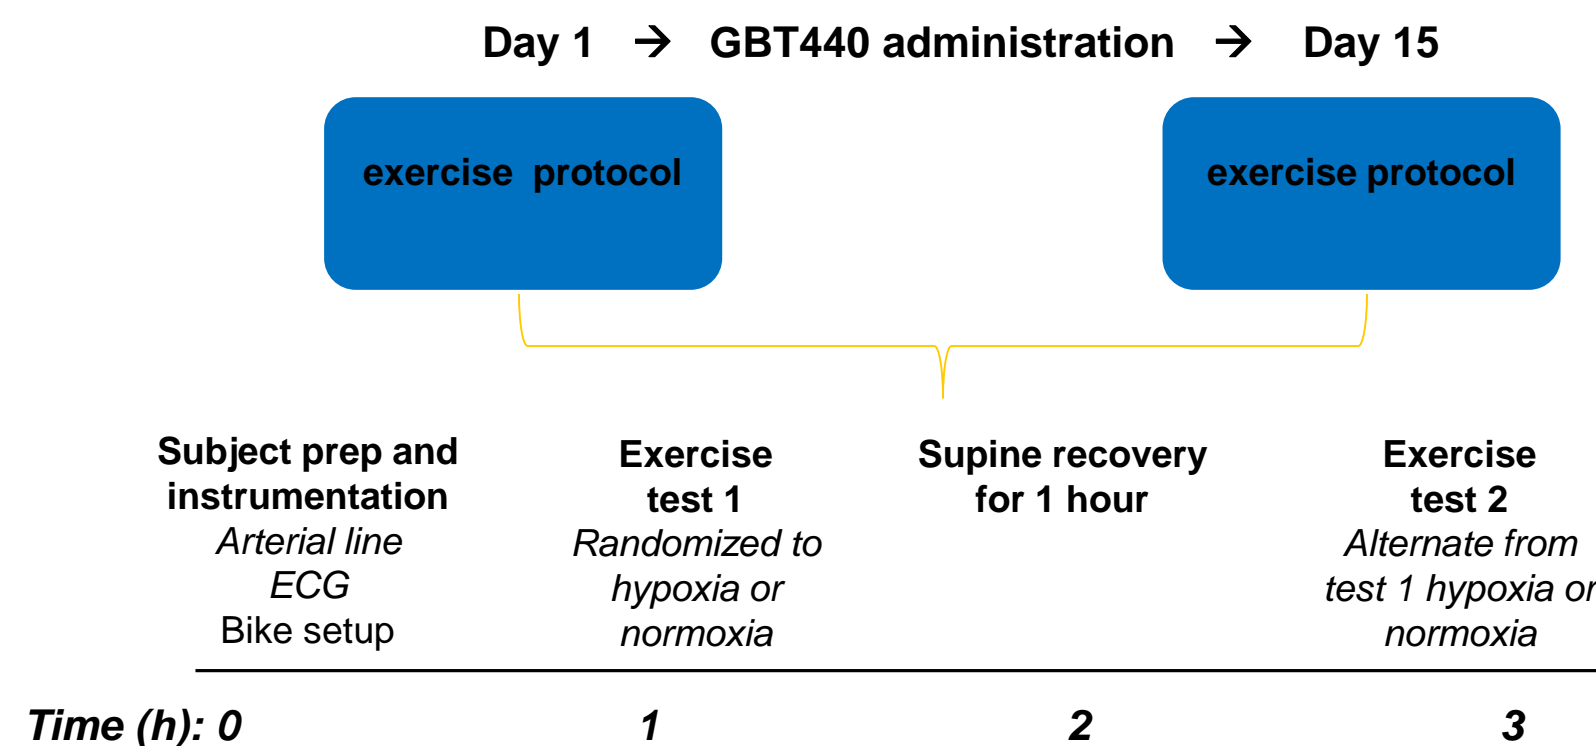 Day 1 → GBT440 administration → Day 15
exercise protocol
exercise protocol
Subject prep and
instrumentation
Arterial line
ECG
Bike setup
Exercise
test 1
Randomized to
hypoxia or
normoxia
Supine recovery
for 1 hour
Exercise
test 2
Alternate from
test 1 hypoxia or
normoxia
Time (h): 0 1 2 3